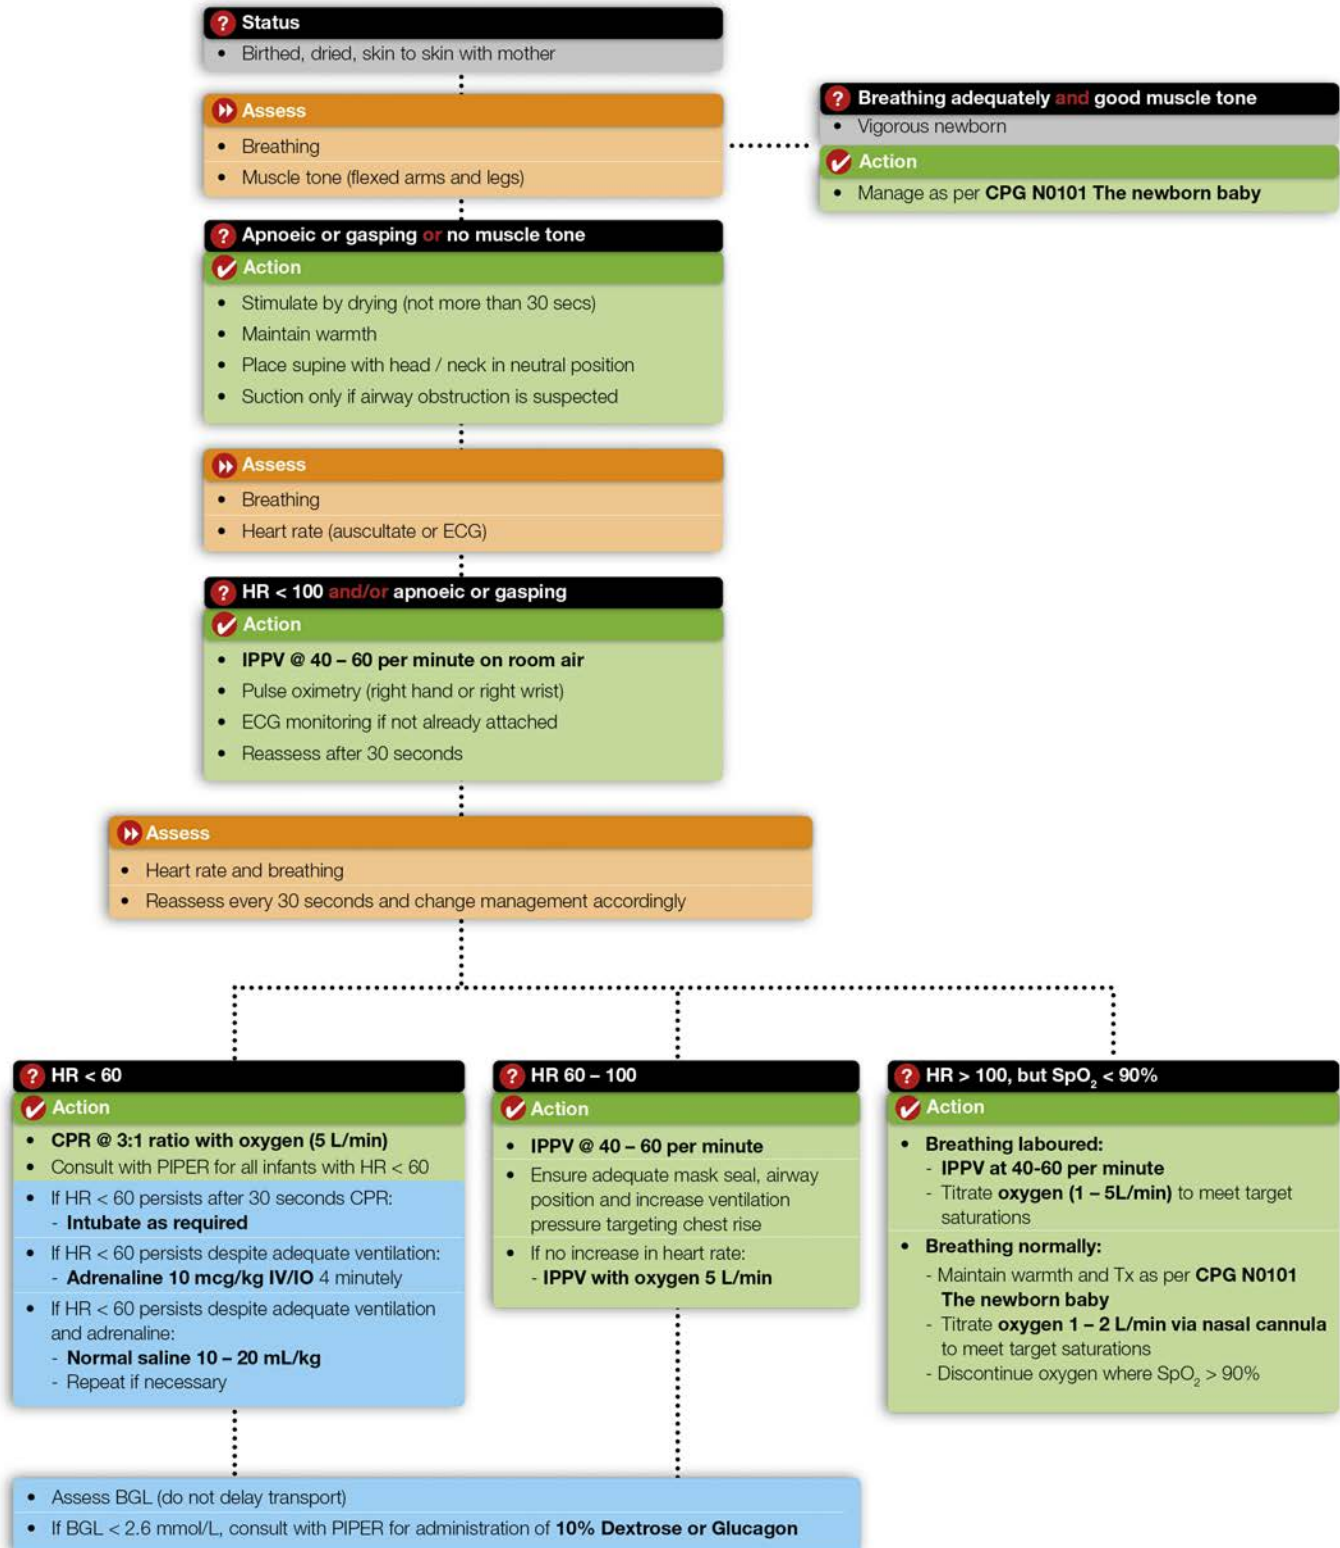 Status
• Birthed, dried, skin to skin with mother
Assess
• Breathing
• Muscle tone (flexed arms and legs)
Breathing adequately and good muscle tone
• Vigorous newborn
Action
• Manage as per CPG N0101 The newborn baby
Apnoeic or gasping or no muscle tone
Action
• Stimulate by drying (not more than 30 secs)
• Maintain warmth
• Place supine with head / neck in neutral position
• Suction only if airway obstruction is suspected
Assess
• Breathing
• Heart rate (auscultate or ECG)
HR < 100 and/or apnoeic or gasping
Action
• IPPV @ 40 – 60 per minute on room air
• Pulse oximetry (right hand or right wrist)
• ECG monitoring if not already attached
• Reassess after 30 seconds
Assess
• Heart rate and breathing
• Reassess every 30 seconds and change management accordingly
HR < 60
Action
• CPR @ 3:1 ratio with oxygen (5 L/min)
• Consult with PIPER for all infants with HR < 60
• If HR < 60 persists after 30 seconds CPR:
- Intubate as required
• If HR < 60 persists despite adequate ventilation:
- Adrenaline 10 mcg/kg IV/IO 4 minutely
• If HR < 60 persists despite adequate ventilation
and adrenaline:
- Normal saline 10 – 20 mL/kg
- Repeat if necessary
HR 60 – 100
Action
• IPPV @ 40 – 60 per minute
• Ensure adequate mask seal, airway
position and increase ventilation
pressure targeting chest rise
• If no increase in heart rate:
- IPPV with oxygen 5 L/min
HR > 100, but SpO₂ < 90%
Action
• Breathing laboured:
- IPPV at 40-60 per minute
- Titrate oxygen (1 – 5L/min) to meet target
saturations
• Breathing normally:
- Maintain warmth and Tx as per CPG N0101
The newborn baby
- Titrate oxygen 1 – 2 L/min via nasal cannula
to meet target saturations
- Discontinue oxygen where SpO₂ > 90%
• Assess BGL (do not delay transport)
• If BGL < 2.6 mmol/L, consult with PIPER for administration of 10% Dextrose or Glucagon